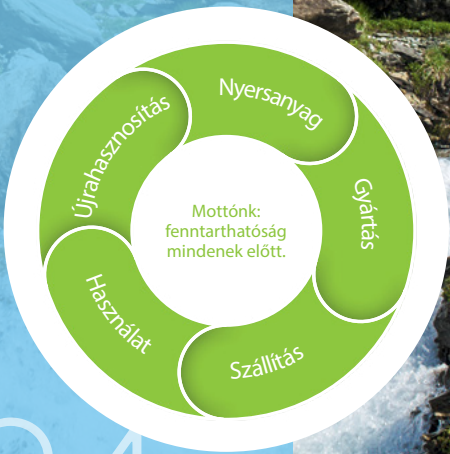 Nyersanyag
Gyártás
Szállítás
Használat
Újrahasznosítás
Mottónk:
fenntarthatóság
mindenek előtt.